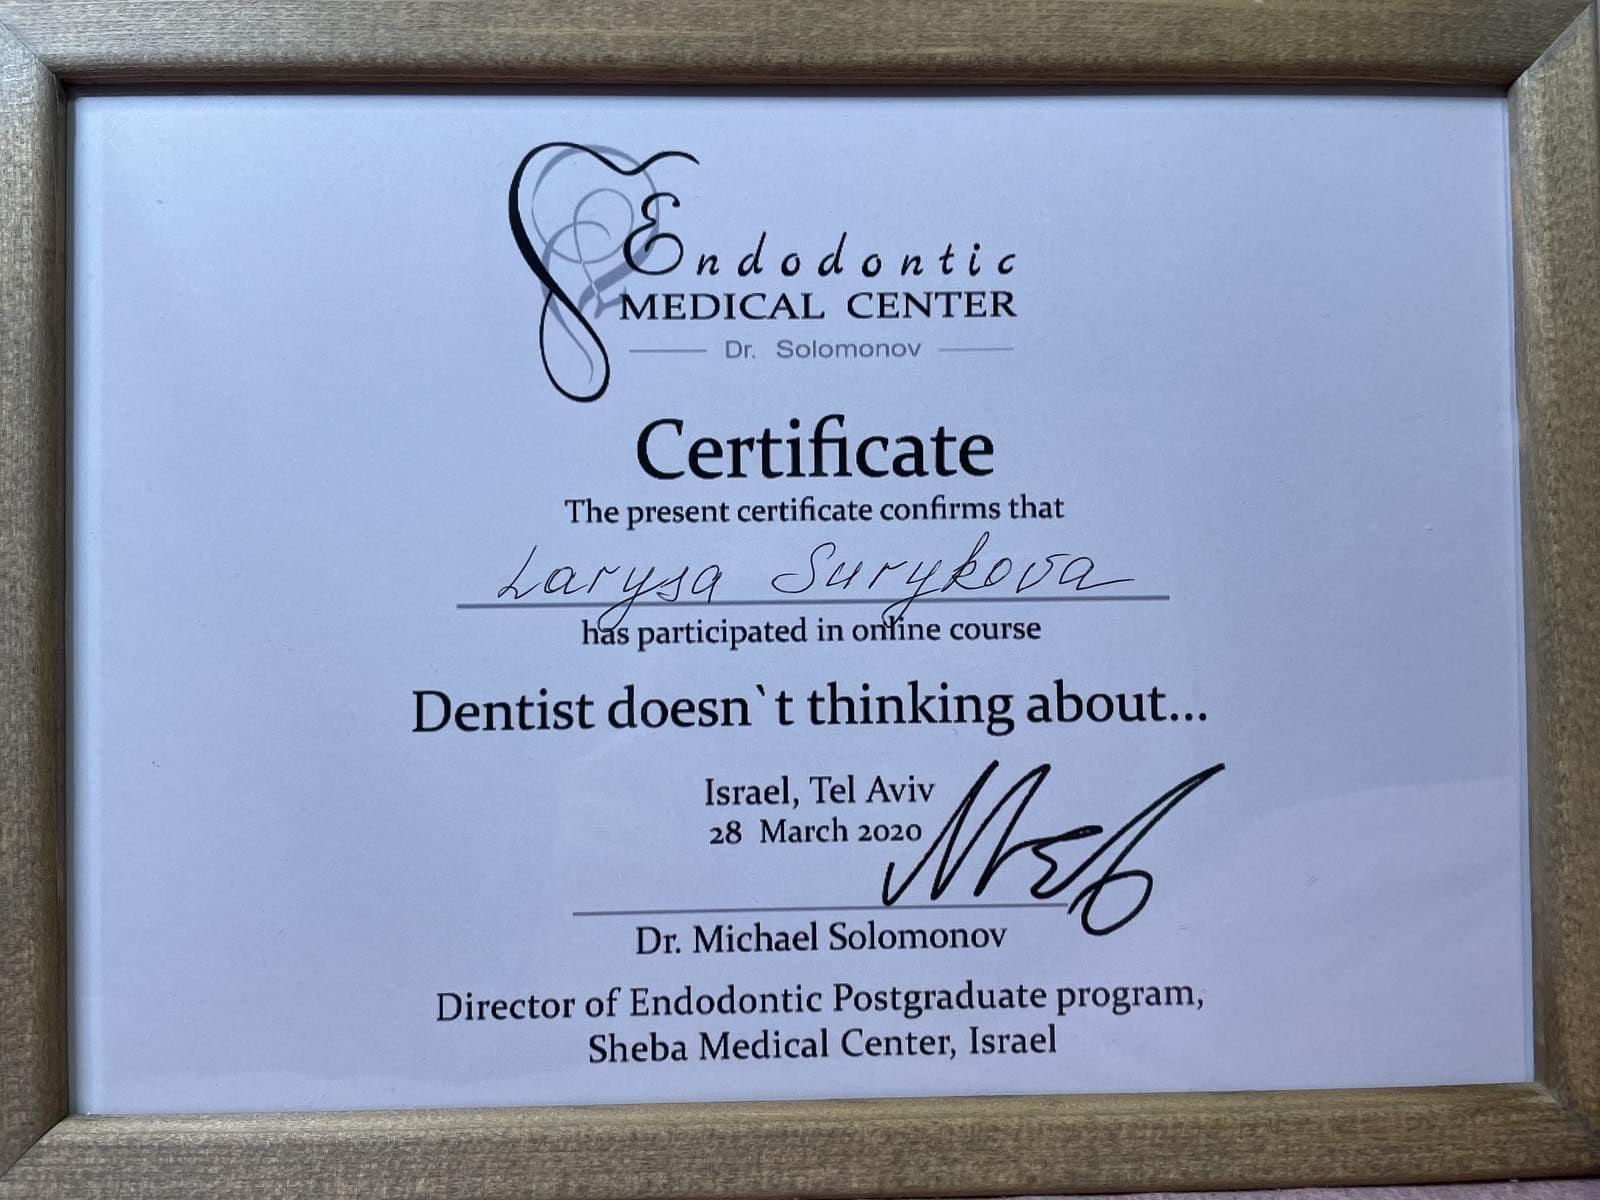 Endodontic
MEDICAL CENTER
Dr. Solomonov
Certificate
The present certificate confirms that
Larysa Surykova
has participated in online course
Dentist doesn`t thinking about...
Israel, Tel Aviv
28 March 2020
Dr. Michael Solomonov
Director of Endodontic Postgraduate program,
Sheba Medical Center, Israel